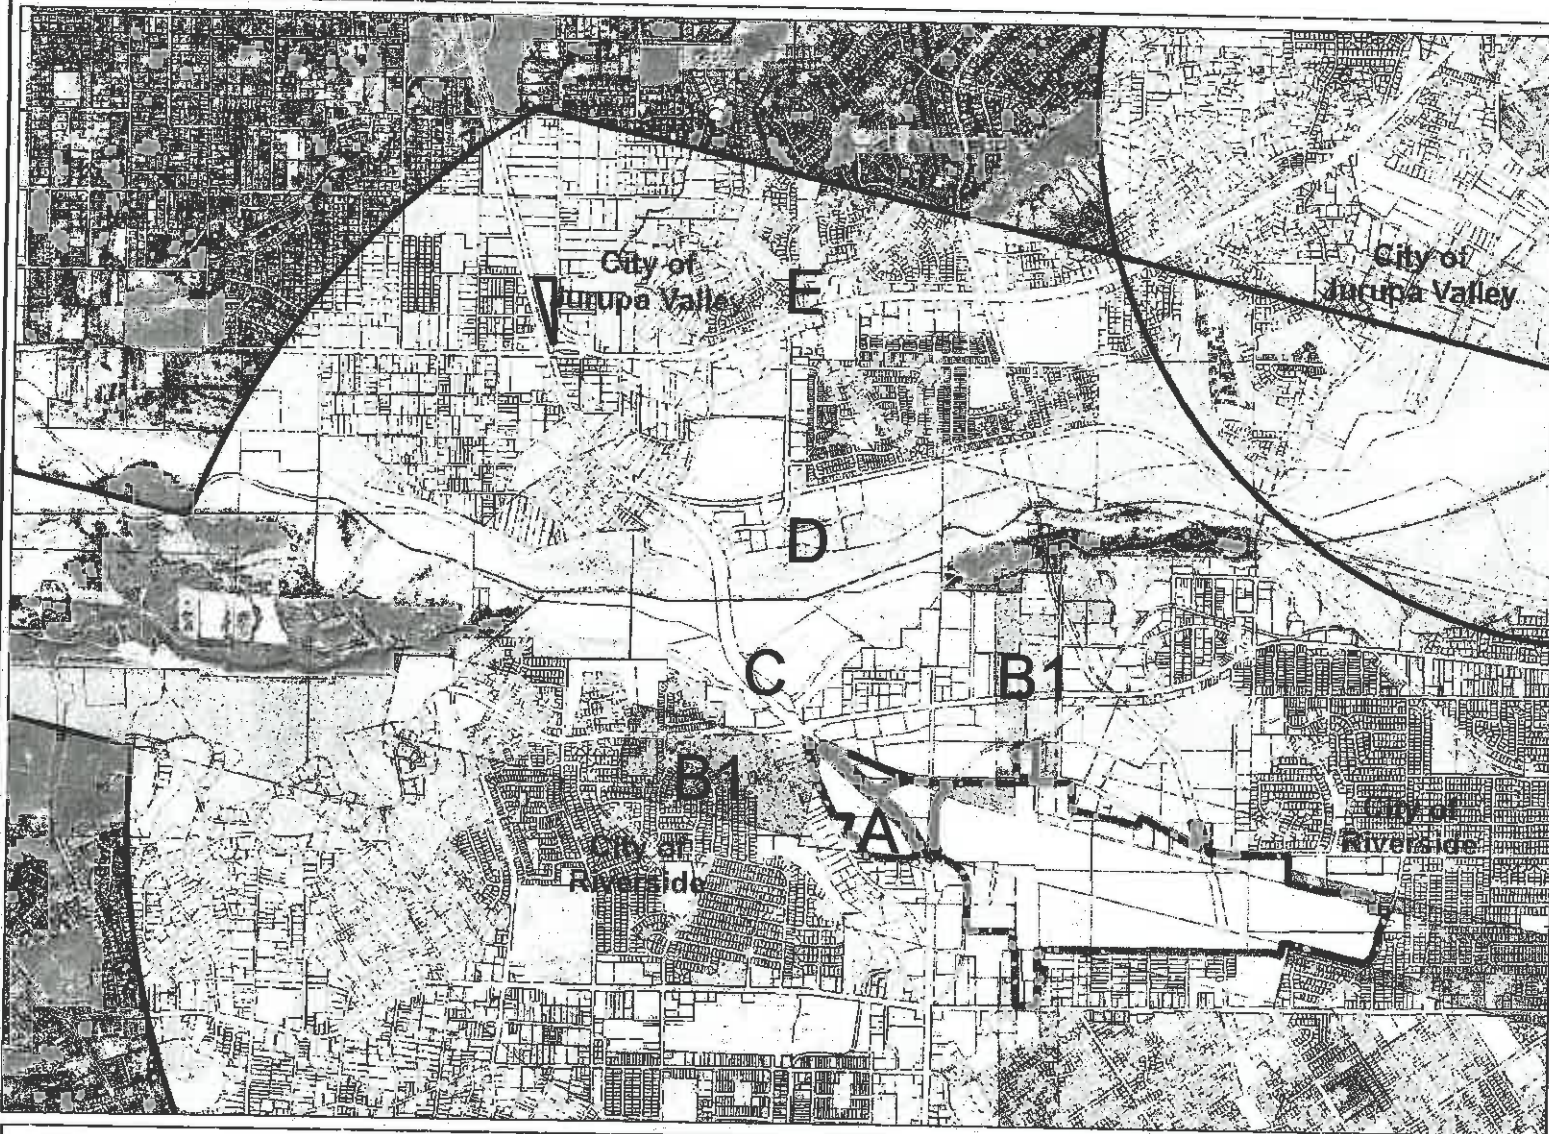 City of
Jurupa Valley
City of
Jurupa Valley
E
D
C
B1
B1
A
City of
Riverside
City of
Riverside